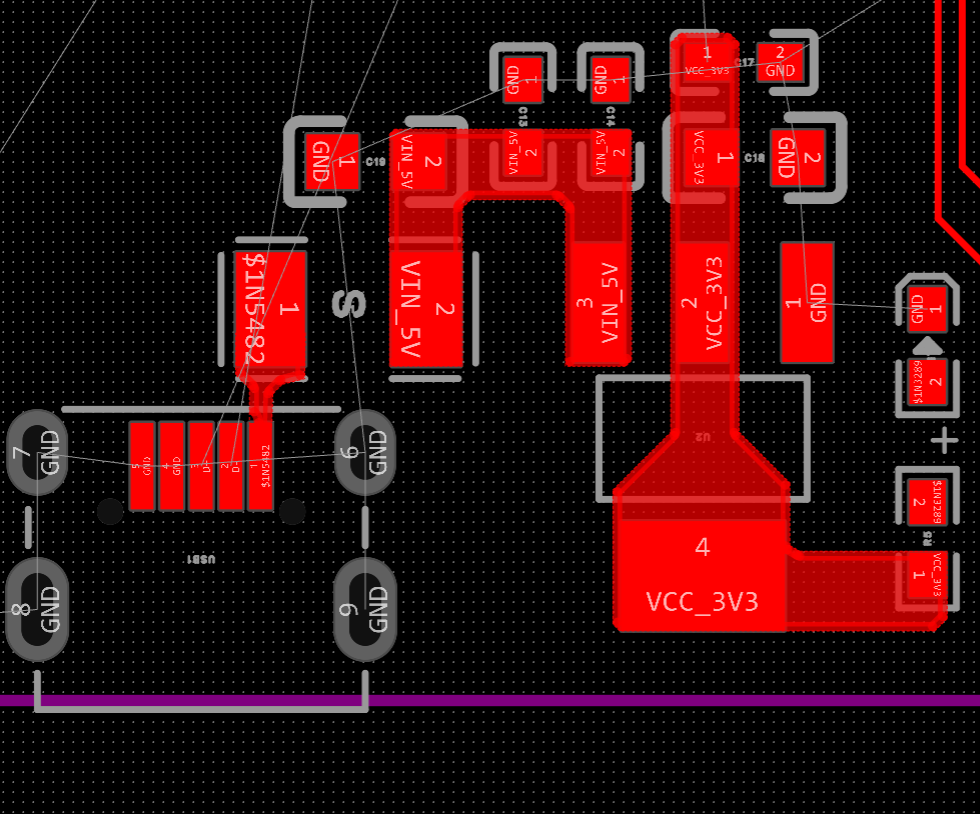 1
VCC_3V3
C17
2
GND
GND
1
C13
VIN_5V
2
GND
1
C14
VIN_5V
2
GND
1
C19
VIN_5V
2
VCC_3V3
1
C18
GND
2
$1N5482
1
S
VIN_5V
2
3
VIN_5V
2
VCC_3V3
1
GND
GND
1
$1N3289
2
+
U2
7
GND
5
GND
4
GND
3
D+
2
D-
1
$1N5482
9
GND
USB1
8
GND
6
GND
4
VCC_3V3
2
$1N3289
R5
1
VCC_3V3